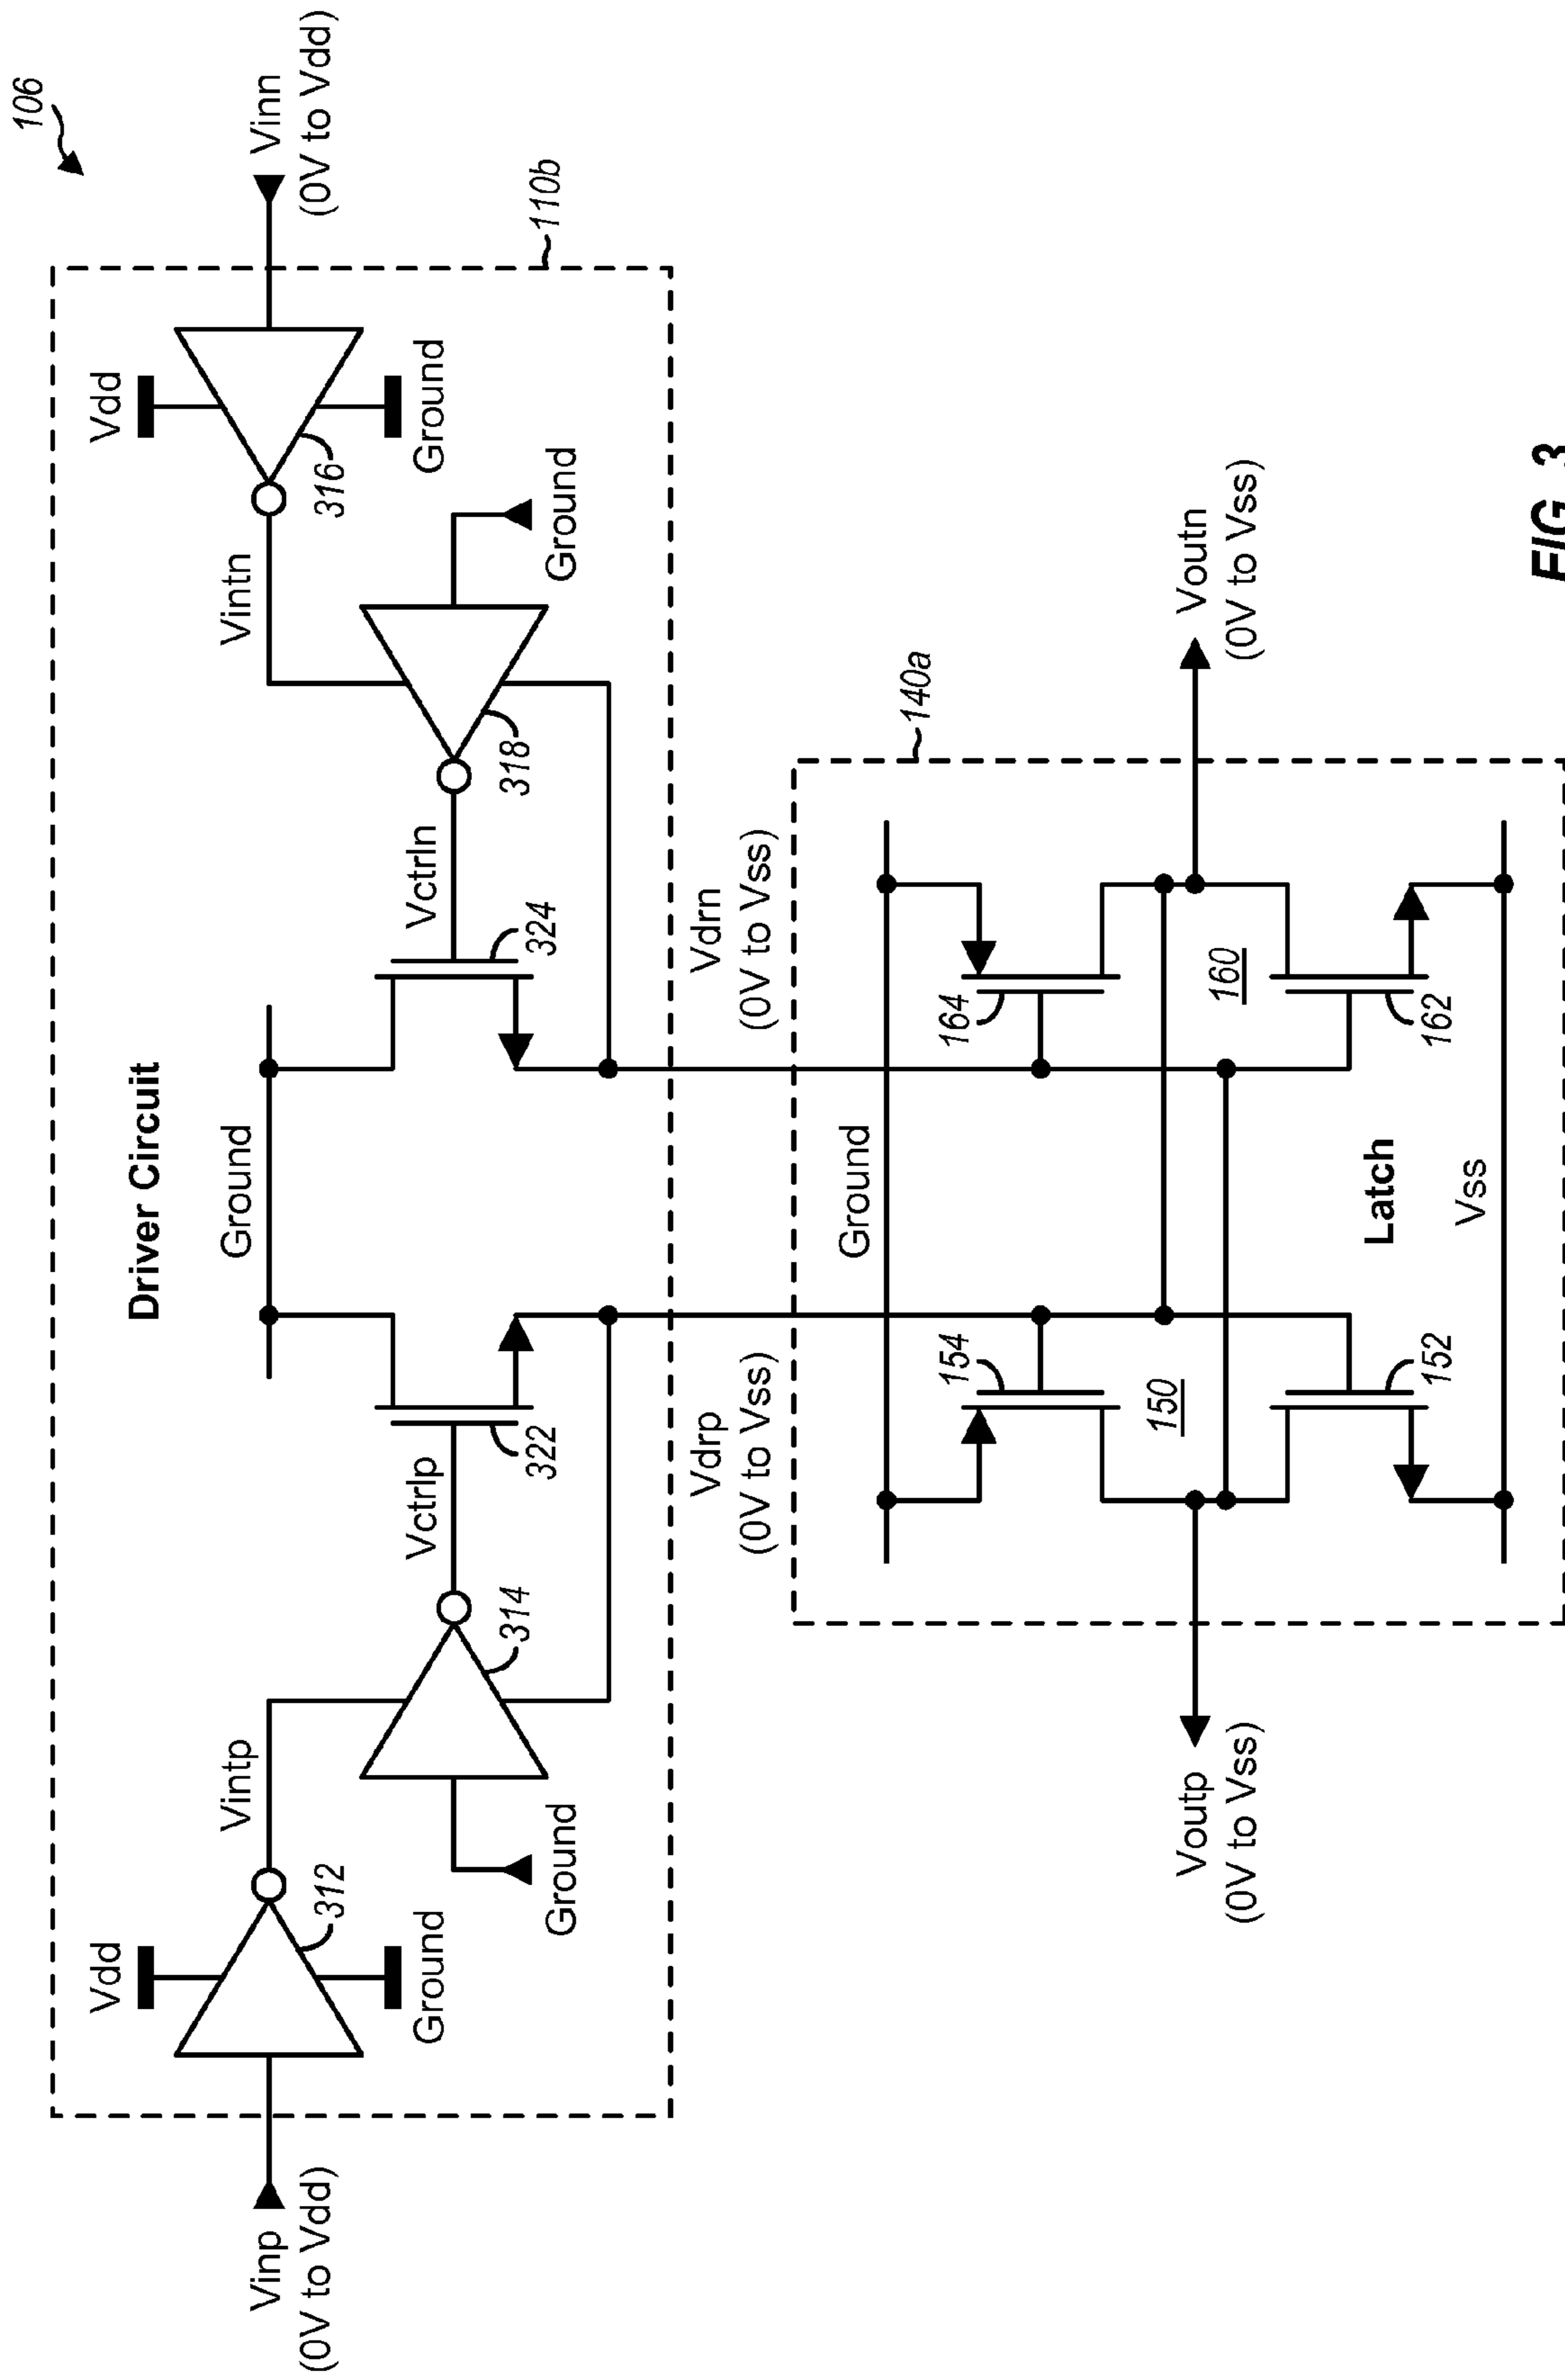 106
Driver Circuit
110b
Vinp
(0V to Vdd)
Vdd
312
Ground
Vintp
314
Ground
Vctrlp
322
Ground
324
Vctrln
318
Ground
Vintn
Vdd
316
Ground
Vinn
(0V to Vdd)
Vdrp
(0V to Vss)
Vdrn
(0V to Vss)
140a
Ground
154
150
152
164
160
162
Latch
Vss
Voutp
(0V to Vss)
Voutn
(0V to Vss)
FIG. 3